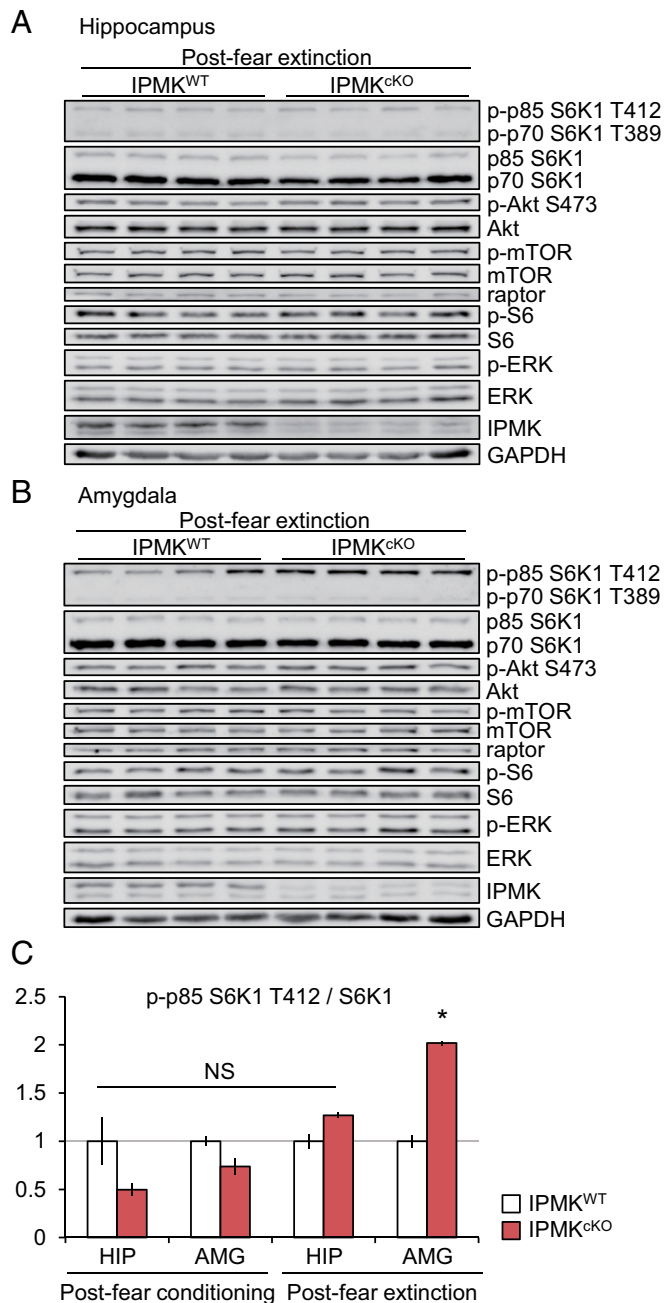 A Hippocampus
Post-fear extinction
IPMKWT IPMKcKO
p-p85 S6K1 T412
p-p70 S6K1 T389
p85 S6K1
p70 S6K1
p-Akt S473
Akt
p-mTOR
mTOR
raptor
p-S6
S6
p-ERK
ERK
IPMK
GAPDH
B Amygdala
Post-fear extinction
IPMKWT IPMKcKO
p-p85 S6K1 T412
p-p70 S6K1 T389
p85 S6K1
p70 S6K1
p-Akt S473
Akt
p-mTOR
mTOR
raptor
p-S6
S6
p-ERK
ERK
IPMK
GAPDH
C
p-p85 S6K1 T412 / S6K1
2.5
2
1.5
1
0.5
0
NS
*
HIP AMG HIP AMG
Post-fear conditioning Post-fear extinction
IPMKWT
IPMKcKO